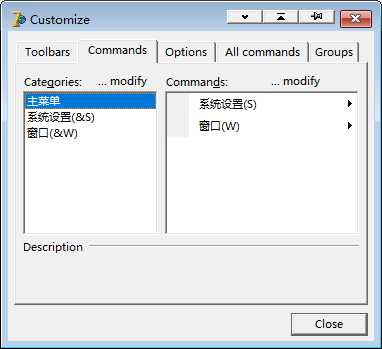 Customize
Toolbars Commands Options All commands Groups
Categories: ... modify Commands: ... modify
主菜单
系统设置(&S)
窗口(&W)
系统设置(S)
窗口(W)
Description
Close